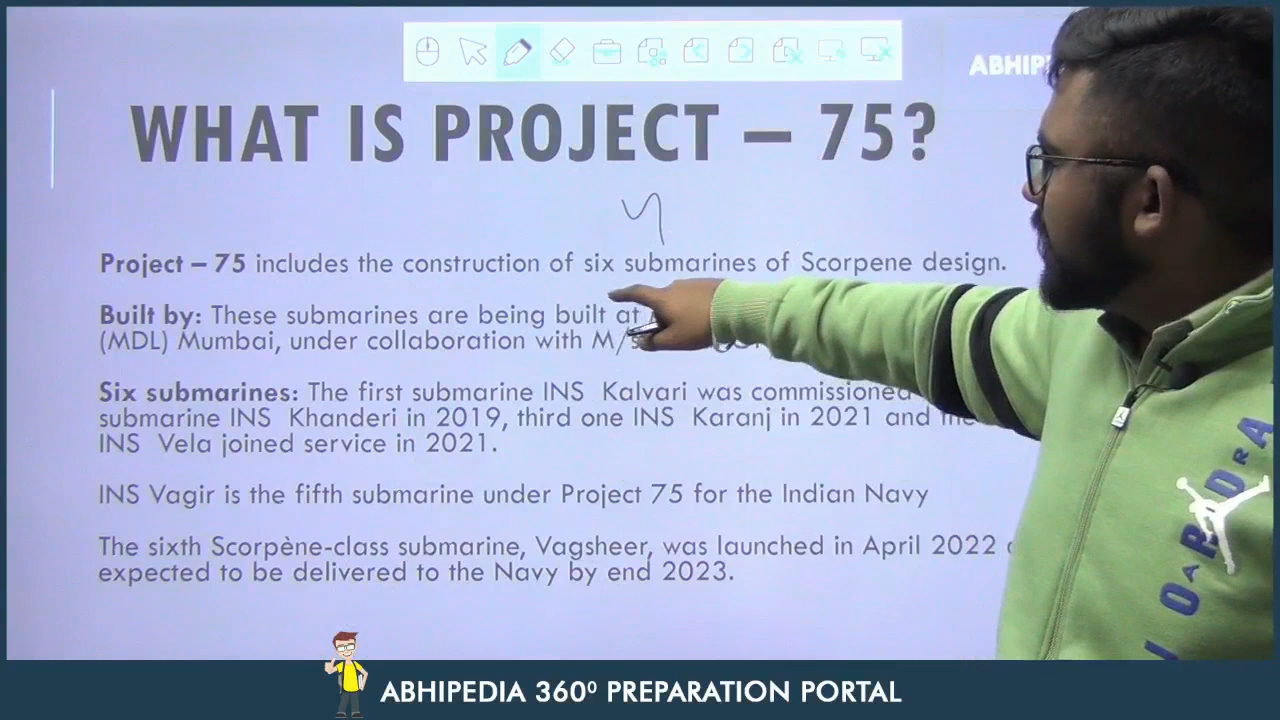 ABHIP
WHAT IS PROJECT – 75?
Project – 75 includes the construction of six submarines of Scorpene design.
Built by: These submarines are being built at
(MDL) Mumbai, under collaboration with M/s
Six submarines: The first submarine INS Kalvari was commissioned
submarine INS Khanderi in 2019, third one INS Karanj in 2021 and the
INS Vela joined service in 2021.
INS Vagir is the fifth submarine under Project 75 for the Indian Navy
The sixth Scorpène-class submarine, Vagsheer, was launched in April 2022
expected to be delivered to the Navy by end 2023.
JORDAN
ABHIPEDIA 360⁰ PREPARATION PORTAL